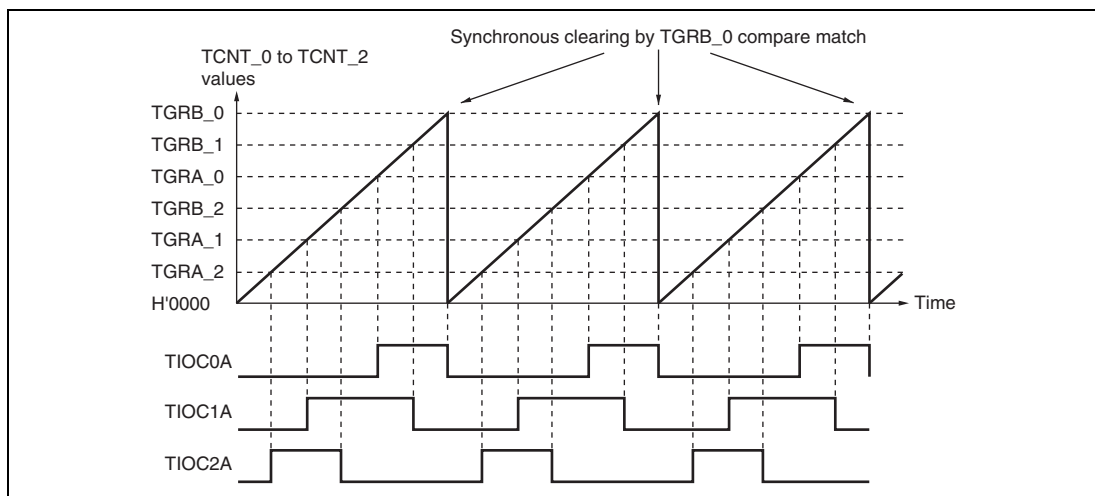 Synchronous clearing by TGRB_0 compare match
TCNT_0 to TCNT_2
values
TGRB_0
TGRB_1
TGRA_0
TGRB_2
TGRA_1
TGRA_2
H'0000
Time
TIOC0A
TIOC1A
TIOC2A